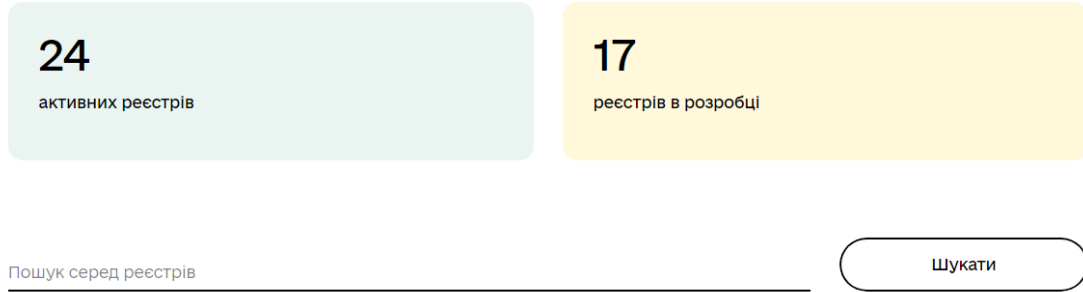 24
активних реєстрів
17
реєстрів в розробці
Пошук серед реєстрів
Шукати